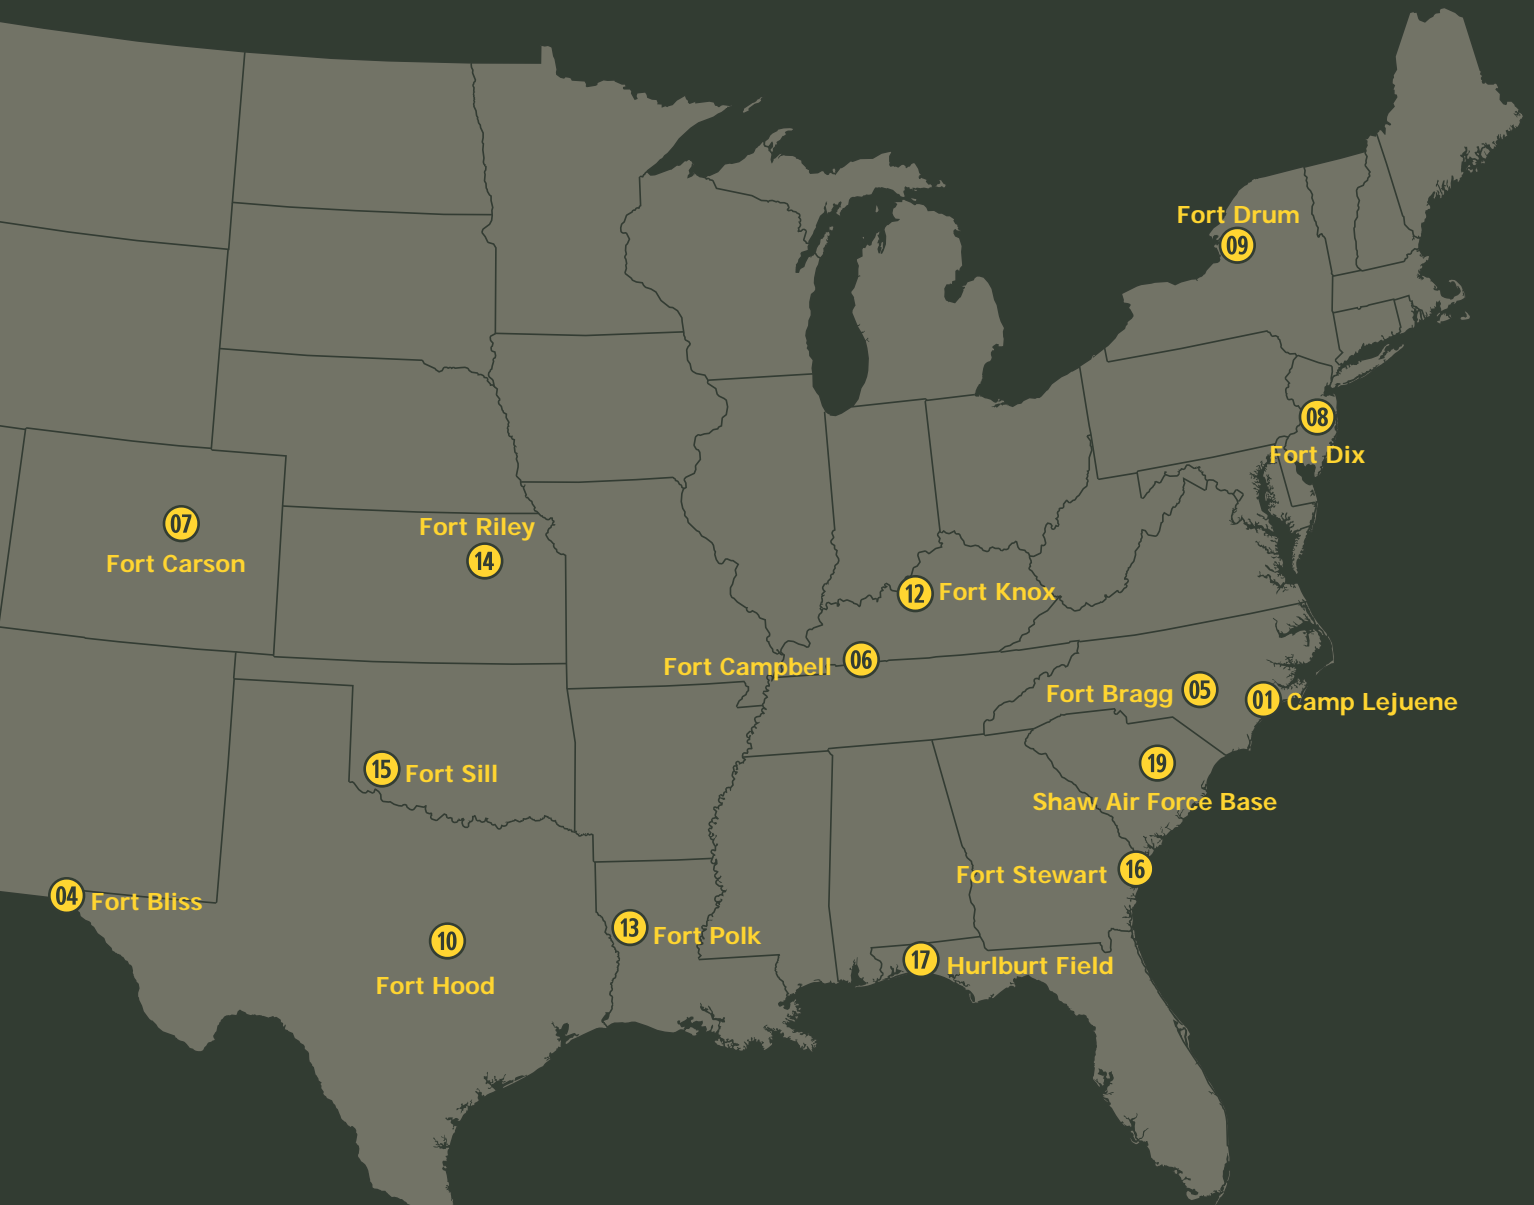 Fort Drum
09
08
Fort Dix
07
Fort Carson
Fort Riley
14
12 Fort Knox
Fort Campbell 06
Fort Bragg 05
01 Camp Lejuene
15 Fort Sill
19
Shaw Air Force Base
Fort Stewart 16
04 Fort Bliss
13 Fort Polk
10
Fort Hood
17 Hurlburt Field